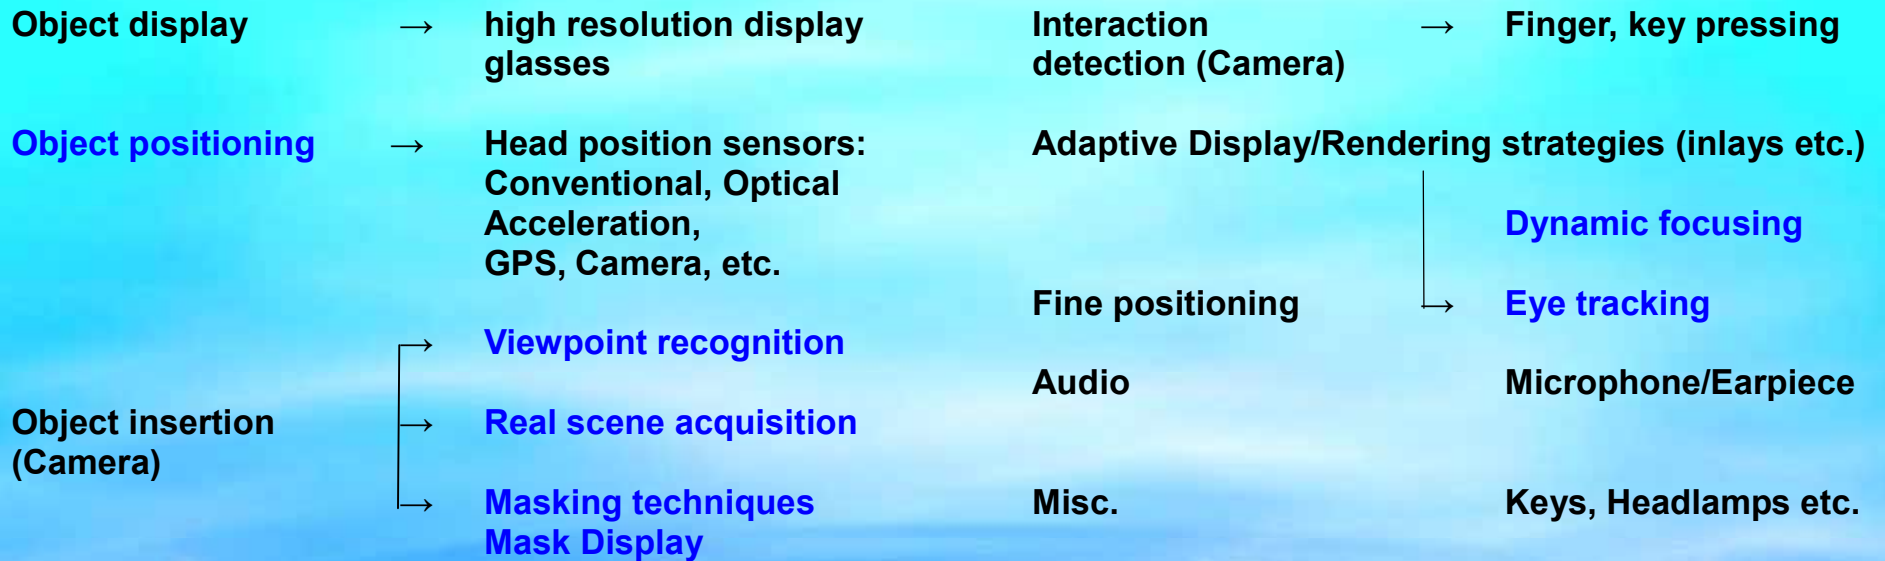 Object display → high resolution display
glasses
Object positioning → Head position sensors:
Conventional, Optical
Acceleration,
GPS, Camera, etc.
→ Viewpoint recognition
Object insertion → Real scene acquisition
(Camera)
→ Masking techniques
Mask Display
Interaction → Finger, key pressing
detection (Camera)
Adaptive Display/Rendering strategies (inlays etc.)
Dynamic focusing
Fine positioning → Eye tracking
Audio Microphone/Earpiece
Misc. Keys, Headlamps etc.